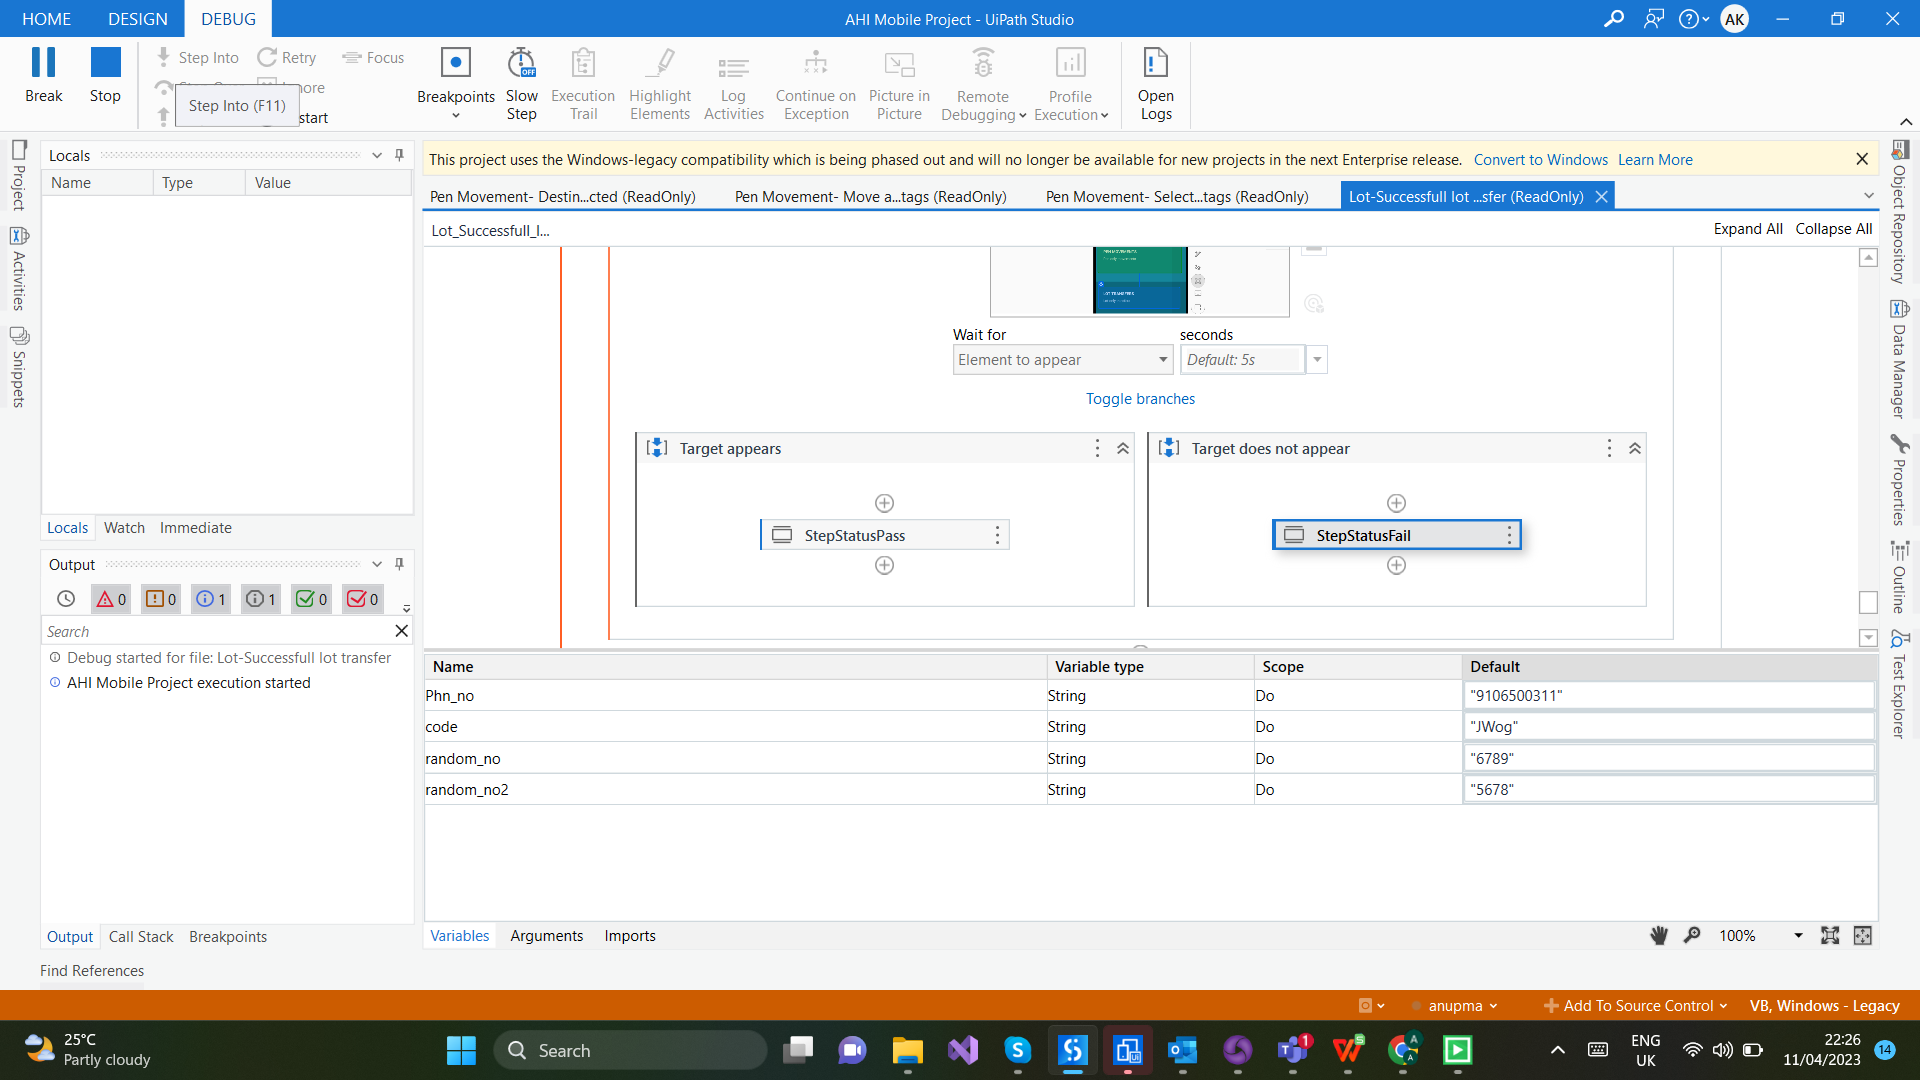 HOME DESIGN DEBUG AHI Mobile Project - UiPath Studio AK
Break Stop Step Into Retry Focus
Step Into (F11)
Breakpoints
Slow Step
Execution Trail
Highlight Elements
Log Activities
Continue on Exception
Picture in Picture
Remote Debugging
Profile Execution
Open Logs
Project
Activities
Snippets
Locals
Name Type Value
Locals Watch Immediate
Output
0 0 1 1 0 0
Search
Debug started for file: Lot-Successfull lot transfer
AHI Mobile Project execution started
Output Call Stack Breakpoints
Find References
This project uses the Windows-legacy compatibility which is being phased out and will no longer be available for new projects in the next Enterprise release. Convert to Windows Learn More
Pen Movement- Destin...cted (ReadOnly) Pen Movement- Move a...tags (ReadOnly) Pen Movement- Select...tags (ReadOnly) Lot-Successfull lot ...sfer (ReadOnly)
Lot_Successfull_l... Expand All Collapse All
PEN MOVEMENTS
LOT TRANSFERS
Wait for seconds
Element to appear Default: 5s
Toggle branches
Target appears Target does not appear
StepStatusPass StepStatusFail
Name Variable type Scope Default
Phn_no String Do "9106500311"
code String Do "JWog"
random_no String Do "6789"
random_no2 String Do "5678"
Variables Arguments Imports 100%
Object Repository
Data Manager
Properties
Outline
Test Explorer
anupma Add To Source Control VB, Windows - Legacy
25°C
Partly cloudy
Search
1
ENG
UK
22:26
11/04/2023
14